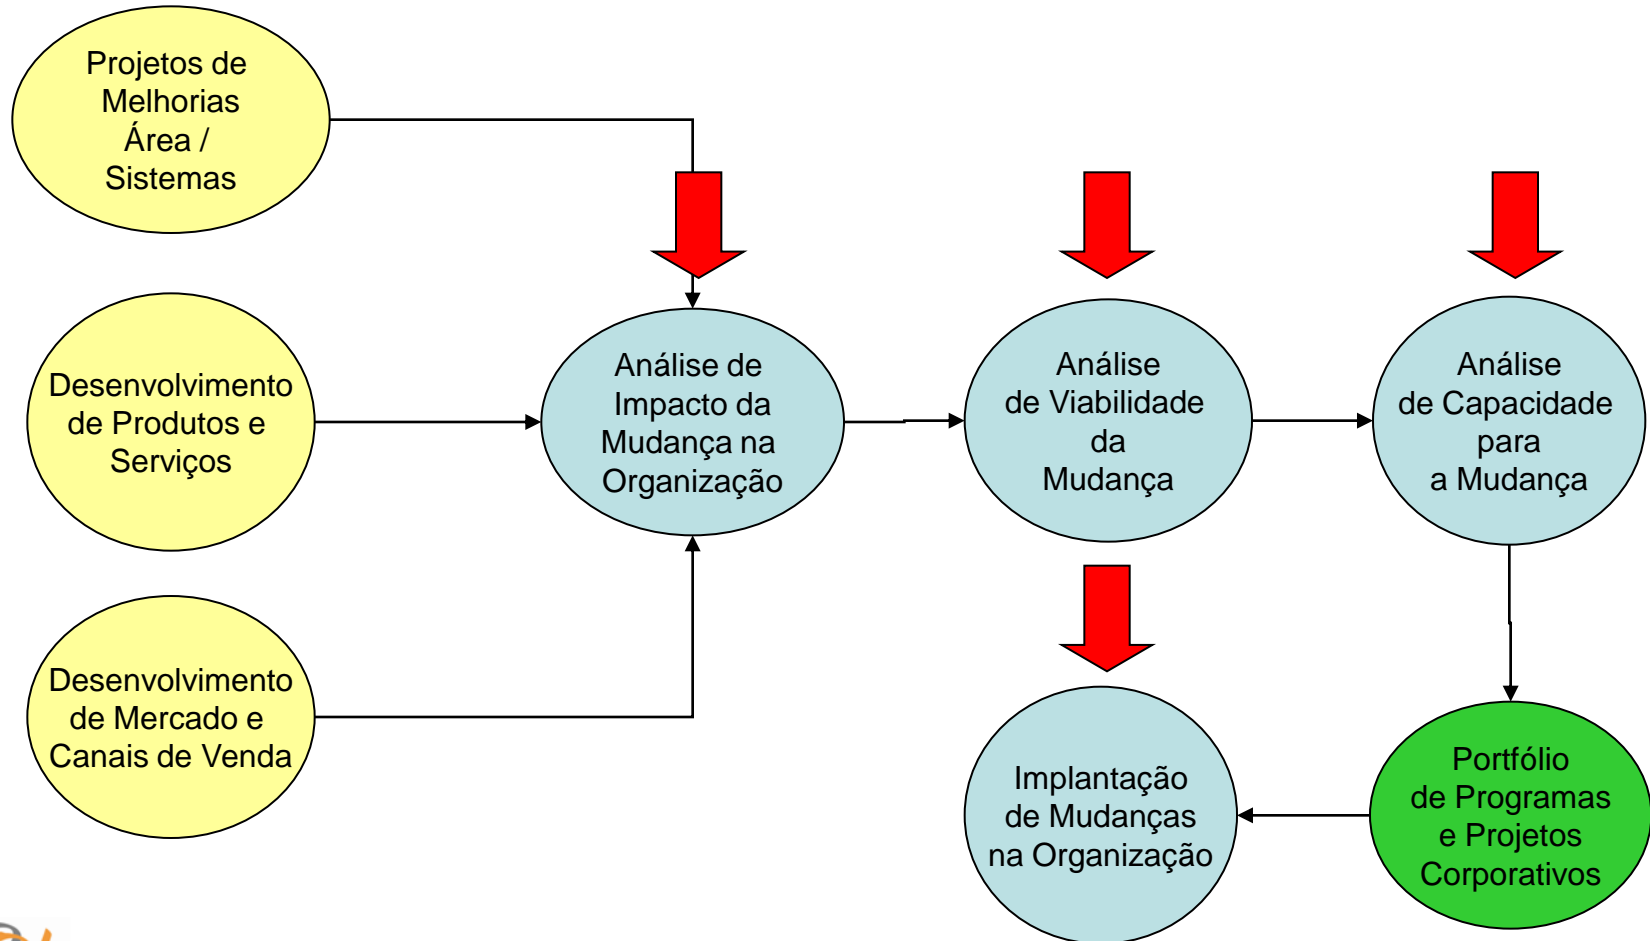 Projetos de
Melhorias
Área /
Sistemas
Desenvolvimento
de Produtos e
Serviços
Desenvolvimento
de Mercado e
Canais de Venda
Análise de
Impacto da
Mudança na
Organização
Análise
de Viabilidade
da
Mudança
Análise
de Capacidade
para
a Mudança
Implantação
de Mudanças
na Organização
Portfólio
de Programas
e Projetos
Corporativos